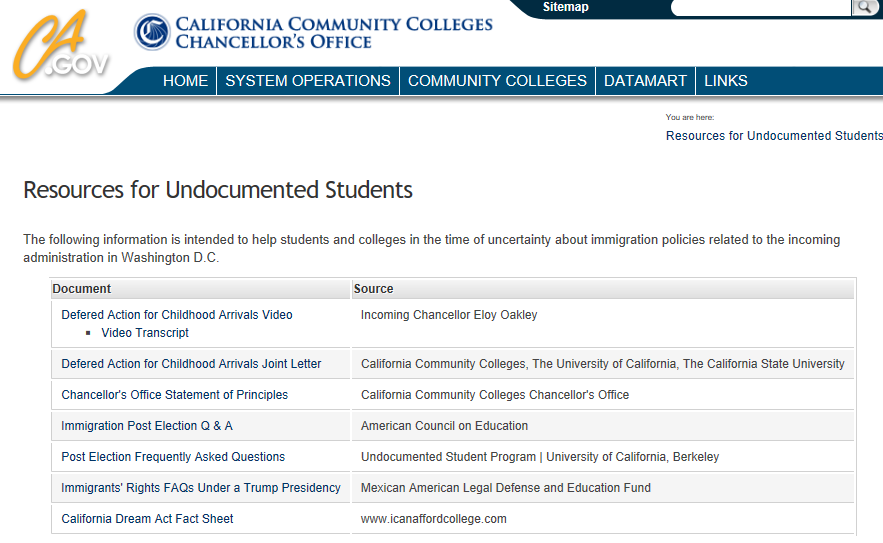 Sitemap
CA
.GOV
CALIFORNIA COMMUNITY COLLEGES
CHANCELLOR'S OFFICE
HOME
SYSTEM OPERATIONS
COMMUNITY COLLEGES
DATAMART
LINKS
You are here:
Resources for Undocumented Students
Resources for Undocumented Students
The following information is intended to help students and colleges in the time of uncertainty about immigration policies related to the incoming
administration in Washington D.C.
Document Source
Defered Action for Childhood Arrivals Video Incoming Chancellor Eloy Oakley
▪ Video Transcript
Defered Action for Childhood Arrivals Joint Letter California Community Colleges, The University of California, The California State University
Chancellor's Office Statement of Principles California Community Colleges Chancellor's Office
Immigration Post Election Q & A American Council on Education
Post Election Frequently Asked Questions Undocumented Student Program | University of California, Berkeley
Immigrants' Rights FAQs Under a Trump Presidency Mexican American Legal Defense and Education Fund
California Dream Act Fact Sheet www.icanaffordcollege.com